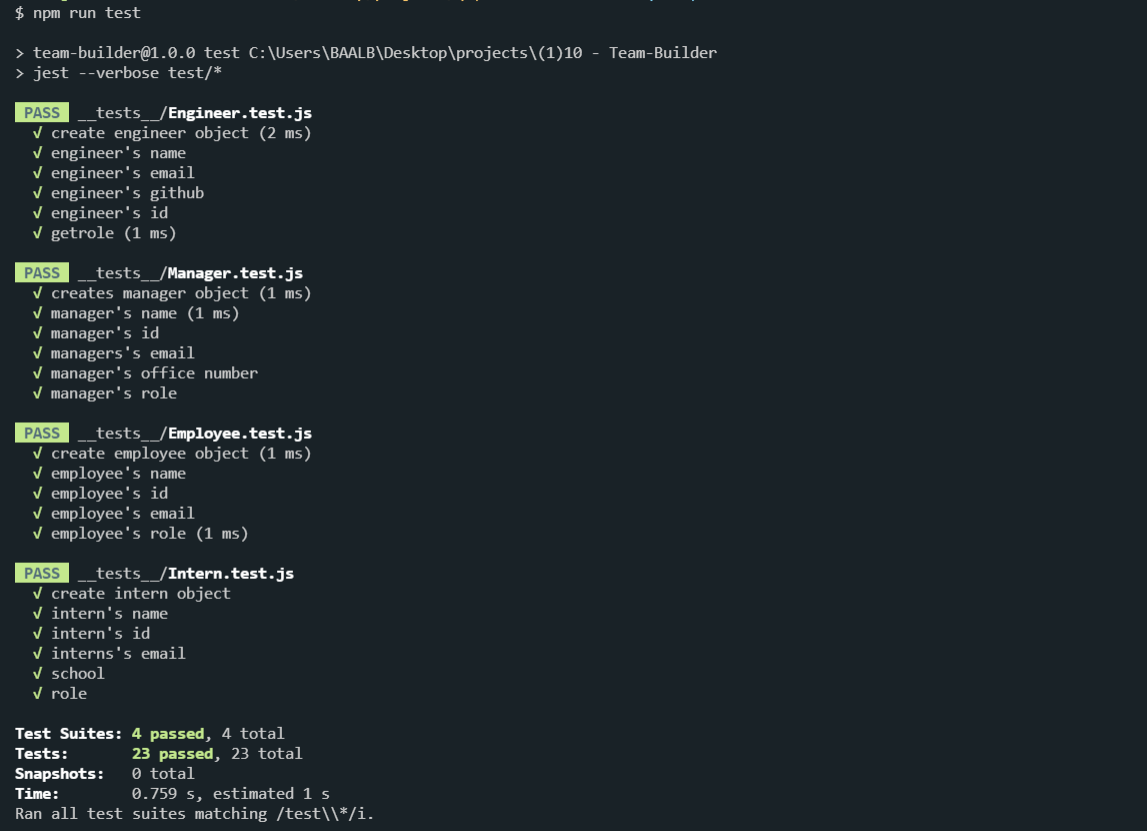 $ npm run test
> team-builder@1.0.0 test C:\Users\BAALB\Desktop\projects\(1)10 - Team-Builder
> jest --verbose test/*
PASS __tests__/Engineer.test.js
√ create engineer object (2 ms)
√ engineer's name
√ engineer's email
√ engineer's github
√ engineer's id
√ getrole (1 ms)
PASS __tests__/Manager.test.js
√ creates manager object (1 ms)
√ manager's name (1 ms)
√ manager's id
√ managers's email
√ manager's office number
√ manager's role
PASS __tests__/Employee.test.js
√ create employee object (1 ms)
√ employee's name
√ employee's id
√ employee's email
√ employee's role (1 ms)
PASS __tests__/Intern.test.js
√ create intern object
√ intern's name
√ intern's id
√ interns's email
√ school
√ role
Test Suites: 4 passed, 4 total
Tests: 23 passed, 23 total
Snapshots: 0 total
Time: 0.759 s, estimated 1 s
Ran all test suites matching /test\\*/i.